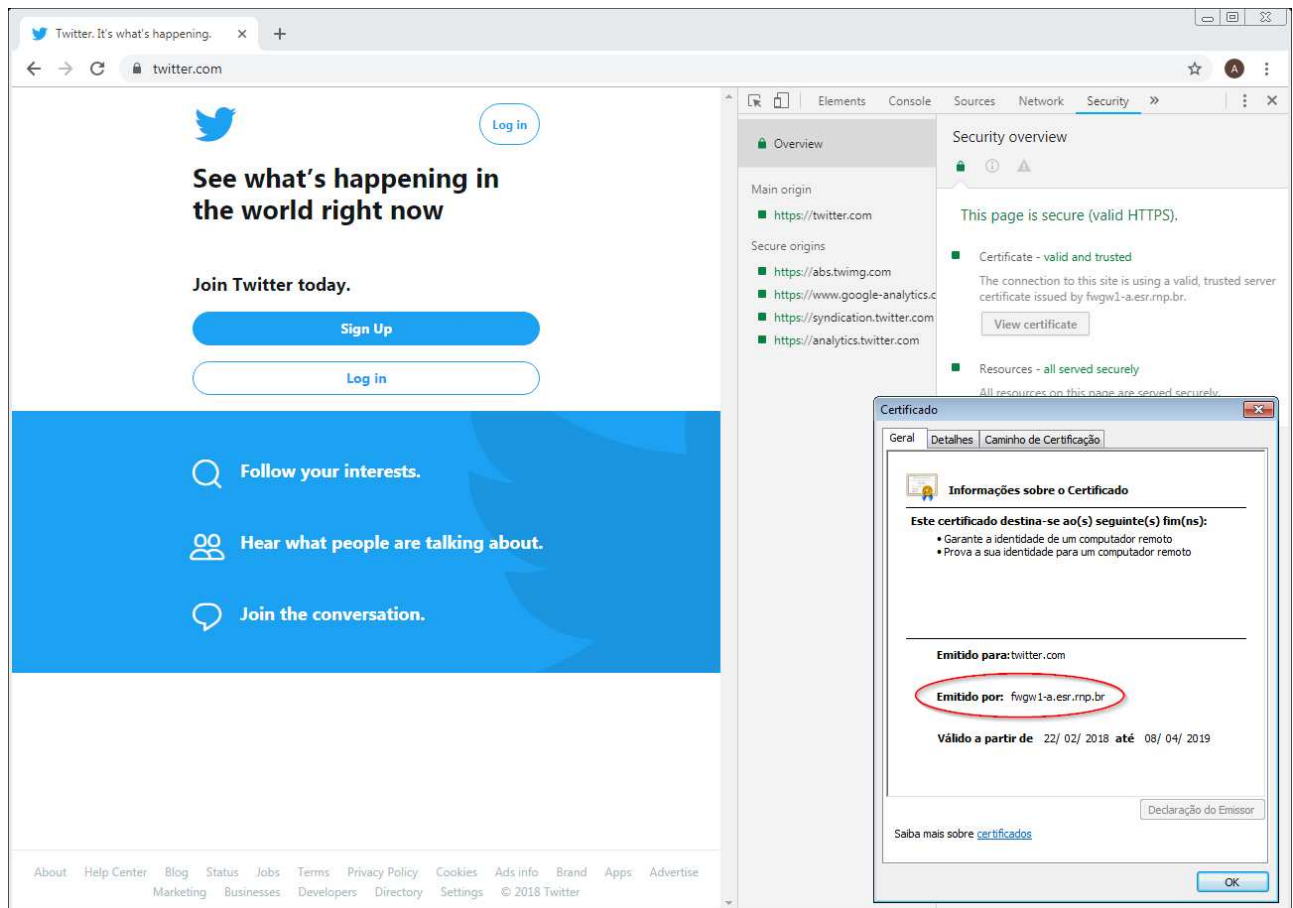 Twitter. It's what's happening.
twitter.com
A
Log in
See what's happening in
the world right now
Join Twitter today.
Sign Up
Log in
Follow your interests.
Hear what people are talking about.
Join the conversation.
About Help Center Blog Status Jobs Terms Privacy Policy Cookies Ads info Brand Apps Advertise
Marketing Businesses Developers Directory Settings © 2018 Twitter
Elements Console Sources Network Security »
Overview
Main origin
https://twitter.com
Secure origins
https://abs.twimg.com
https://www.google-analytics.c
https://syndication.twitter.com
https://analytics.twitter.com
Security overview
This page is secure (valid HTTPS).
Certificate - valid and trusted
The connection to this site is using a valid, trusted server
certificate issued by fwgw1-a.esr.rnp.br.
View certificate
Resources - all served securely
All resources on this page are served securely.
Certificado
Geral Detalhes Caminho de Certificação
Informações sobre o Certificado
Este certificado destina-se ao(s) seguinte(s) fim(ns):
• Garante a identidade de um computador remoto
• Prova a sua identidade para um computador remoto
Emitido para: twitter.com
Emitido por: fwgw1-a.esr.rnp.br
Válido a partir de 22/ 02/ 2018 até 08/ 04/ 2019
Declaração do Emissor
Saiba mais sobre certificados
OK